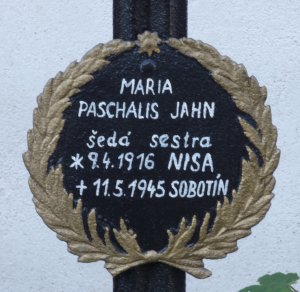 MARIA
PASCHALIS JAHN
šedá sestra
* 9.4.1916 NISA
+ 11.5.1945 SOBOTÍN